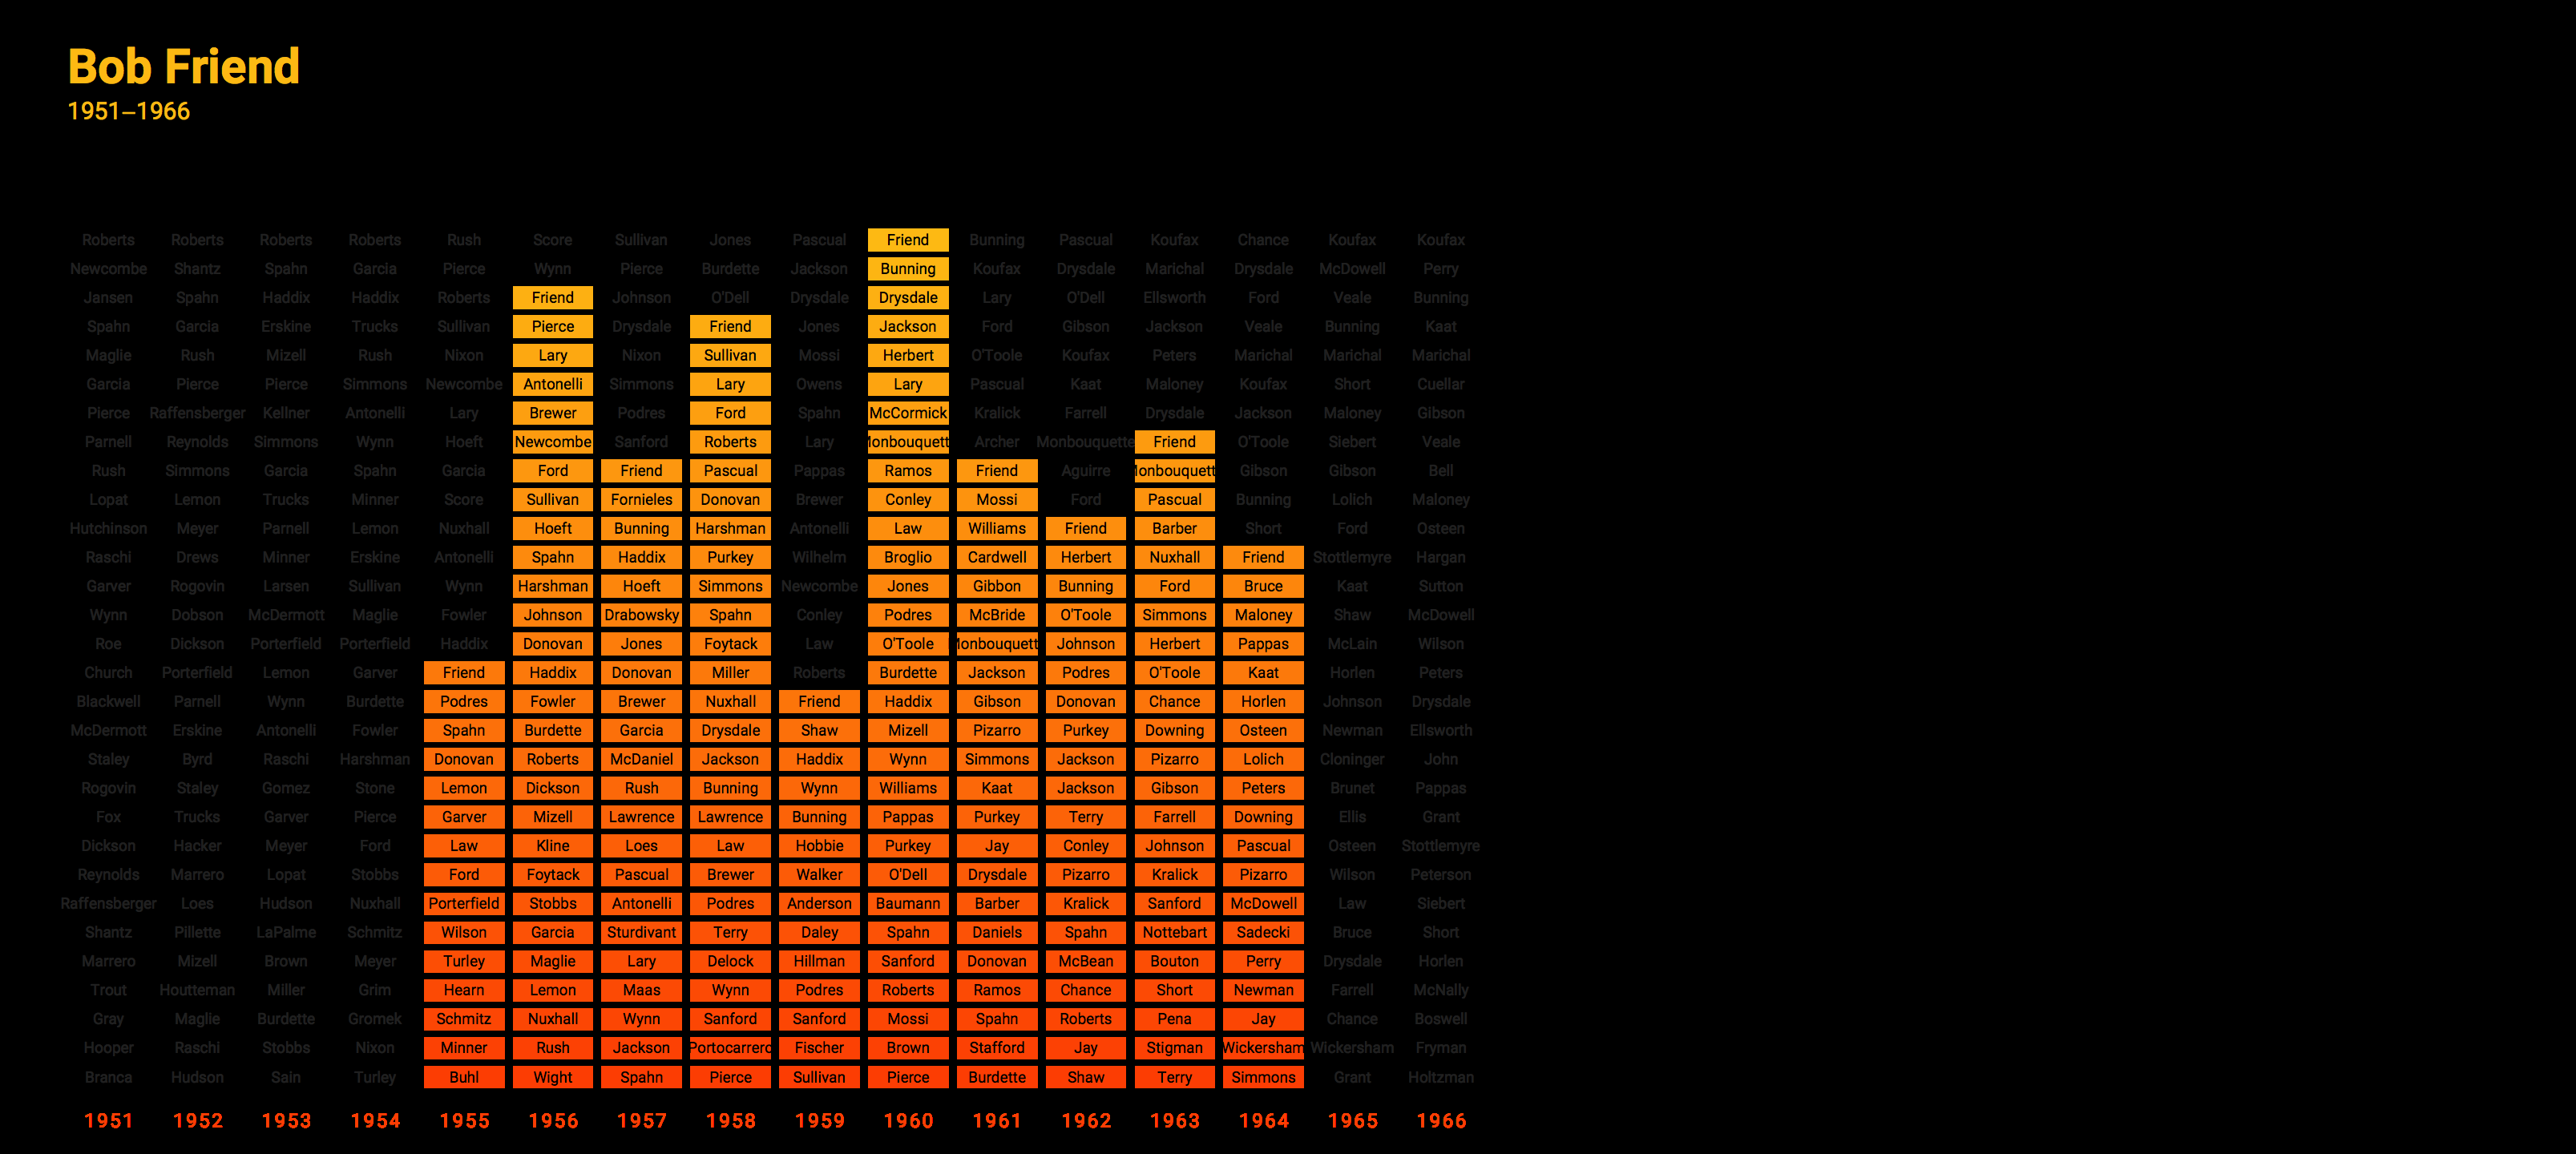 Bob Friend
1951–1966
Roberts Roberts Roberts Roberts Rush Score Sullivan Jones Pascual Friend Bunning Pascual Koufax Chance Koufax Koufax
Newcombe Shantz Spahn Garcia Pierce Wynn Pierce Burdette Jackson Bunning Koufax Drysdale Marichal Drysdale McDowell Perry
Jansen Spahn Haddix Haddix Roberts Friend Johnson O'Dell Drysdale Drysdale Lary O'Dell Ellsworth Ford Veale Bunning
Spahn Garcia Erskine Trucks Sullivan Pierce Drysdale Friend Jones Jackson Ford Gibson Jackson Veale Bunning Kaat
Maglie Rush Mizell Rush Nixon Lary Nixon Sullivan Mossi Herbert O'Toole Koufax Peters Marichal Marichal Marichal
Garcia Pierce Pierce Simmons Newcombe Antonelli Simmons Lary Owens Lary Pascual Kaat Maloney Koufax Short Cuellar
Pierce Raffensberger Kellner Antonelli Lary Brewer Podres Ford Spahn McCormick Kralick Farrell Drysdale Jackson Maloney Gibson
Parnell Reynolds Simmons Wynn Hoeft Newcombe Sanford Roberts Lary Monbouquett Archer Monbouquette Friend O'Toole Siebert Veale
Rush Simmons Garcia Spahn Garcia Ford Friend Pascual Pappas Ramos Friend Aguirre Monbouquett Gibson Gibson Bell
Lopat Lemon Trucks Minner Score Sullivan Fornieles Donovan Brewer Conley Mossi Ford Pascual Bunning Lolich Maloney
Hutchinson Meyer Parnell Lemon Nuxhall Hoeft Bunning Harshman Antonelli Law Williams Friend Barber Short Ford Osteen
Raschi Drews Minner Erskine Antonelli Spahn Haddix Purkey Wilhelm Broglio Cardwell Herbert Nuxhall Friend Stottlemyre Hargan
Garver Rogovin Larsen Sullivan Wynn Harshman Hoeft Simmons Newcombe Jones Gibbon Bunning Ford Bruce Kaat Sutton
Wynn Dobson McDermott Maglie Fowler Johnson Drabowsky Spahn Conley Podres McBride O'Toole Simmons Maloney Shaw McDowell
Roe Dickson Porterfield Porterfield Haddix Donovan Jones Foytack Law O'Toole Monbouquett Johnson Herbert Pappas McLain Wilson
Church Porterfield Lemon Garver Friend Haddix Donovan Miller Roberts Burdette Jackson Podres O'Toole Kaat Horlen Peters
Blackwell Parnell Wynn Burdette Podres Fowler Brewer Nuxhall Friend Haddix Gibson Donovan Chance Horlen Johnson Drysdale
McDermott Erskine Antonelli Fowler Spahn Burdette Garcia Drysdale Shaw Mizell Pizarro Purkey Downing Osteen Newman Ellsworth
Staley Byrd Raschi Harshman Donovan Roberts McDaniel Jackson Haddix Wynn Simmons Jackson Pizarro Lolich Cloninger John
Rogovin Staley Gomez Stone Lemon Dickson Rush Bunning Wynn Williams Kaat Jackson Gibson Peters Brunet Pappas
Fox Trucks Garver Pierce Garver Mizell Lawrence Lawrence Bunning Pappas Purkey Terry Farrell Downing Ellis Grant
Dickson Hacker Meyer Ford Law Kline Loes Law Hobbie Purkey Jay Conley Johnson Pascual Osteen Stottlemyre
Reynolds Marrero Lopat Stobbs Ford Foytack Pascual Brewer Walker O'Dell Drysdale Pizarro Kralick Pizarro Wilson Peterson
Raffensberger Loes Hudson Nuxhall Porterfield Stobbs Antonelli Podres Anderson Baumann Barber Kralick Sanford McDowell Law Siebert
Shantz Pillette LaPalme Schmitz Wilson Garcia Sturdivant Terry Daley Spahn Daniels Spahn Nottebart Sadecki Bruce Short
Marrero Mizell Brown Meyer Turley Maglie Lary Delock Hillman Sanford Donovan McBean Bouton Perry Drysdale Horlen
Trout Houtteman Miller Grim Hearn Lemon Maas Wynn Podres Roberts Ramos Chance Short Newman Farrell McNally
Gray Maglie Burdette Gromek Schmitz Nuxhall Wynn Sanford Sanford Mossi Spahn Roberts Pena Jay Chance Boswell
Hooper Raschi Stobbs Nixon Minner Rush Jackson Portocarrero Fischer Brown Stafford Jay Stigman Wickersham Wickersham Fryman
Branca Hudson Sain Turley Buhl Wight Spahn Pierce Sullivan Pierce Burdette Shaw Terry Simmons Grant Holtzman
1951 1952 1953 1954 1955 1956 1957 1958 1959 1960 1961 1962 1963 1964 1965 1966